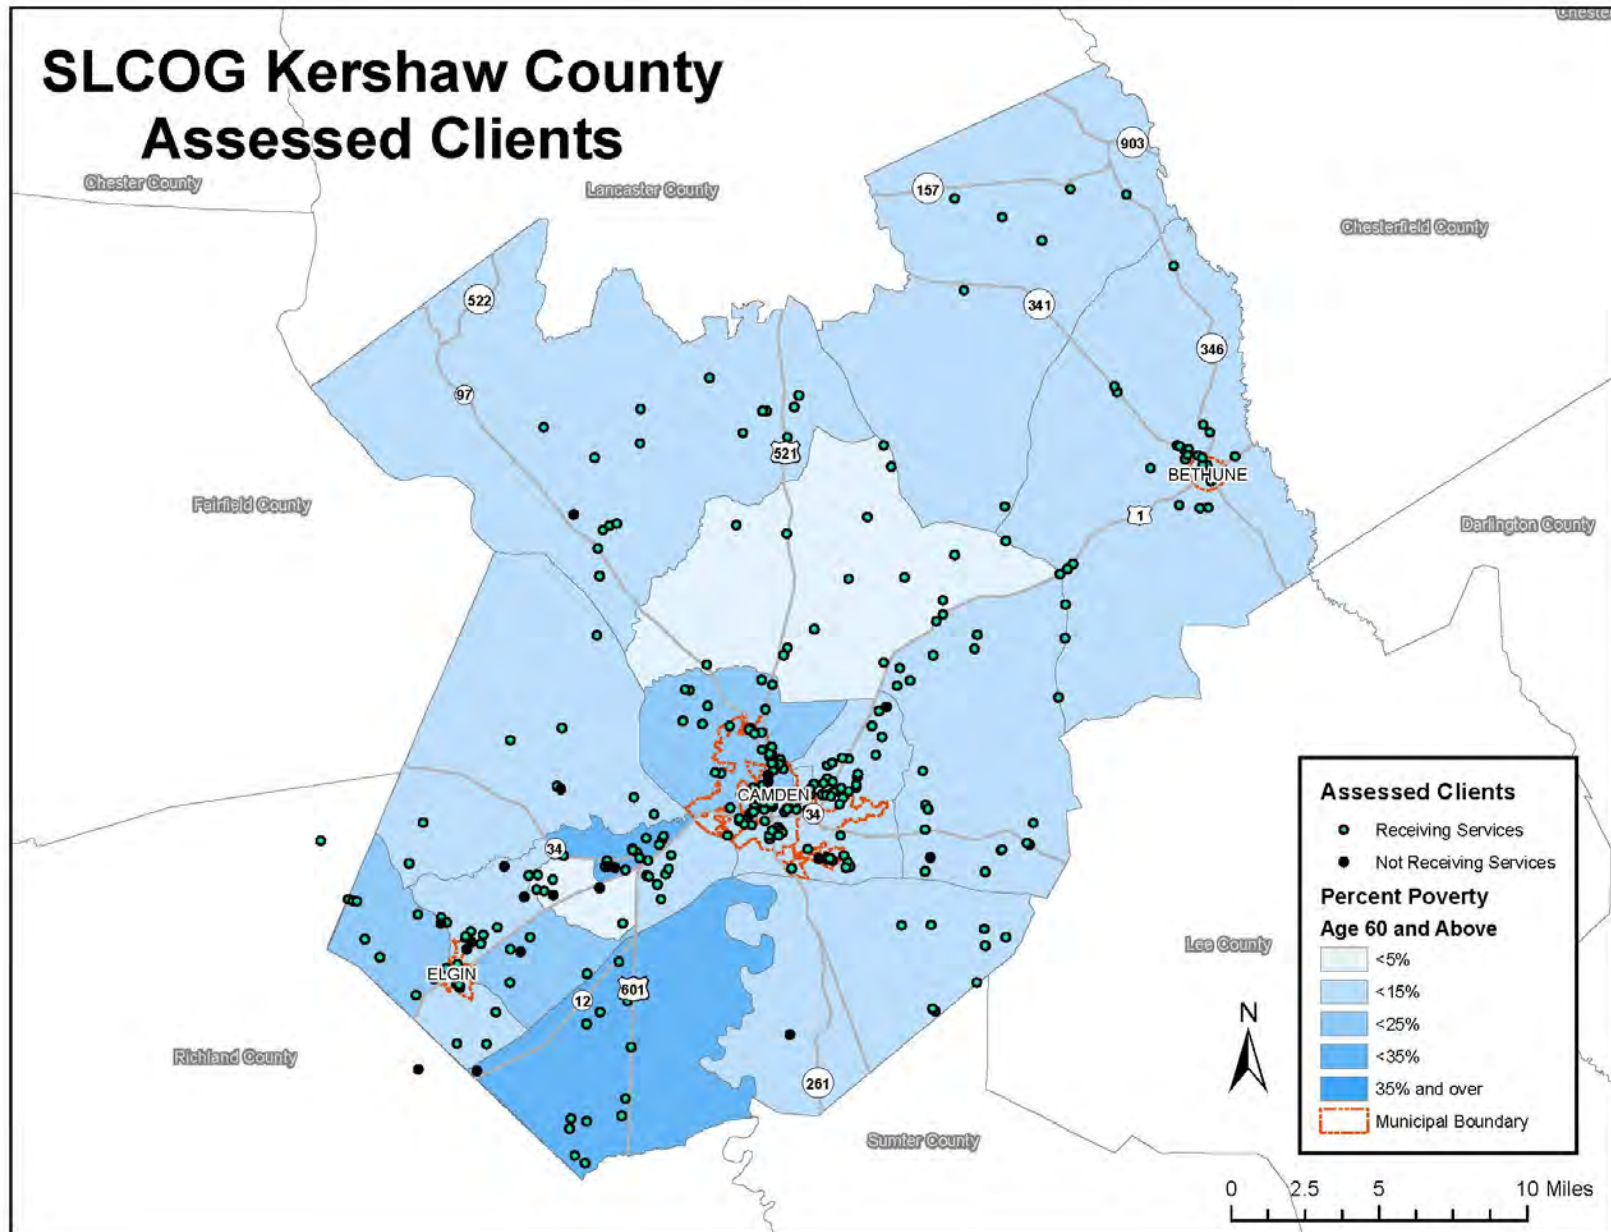 Chester
SLCOG Kershaw County
Assessed Clients
903
Chester County
Lancaster County
157
Chesterfield County
522
341
346
97
521
BETHUNE
Fairfield County
1
Darlington County
CAMDEN
34
34
Assessed Clients
Receiving Services
Not Receiving Services
Percent Poverty
Age 60 and Above
<5%
<15%
<25%
<35%
35% and over
Municipal Boundary
Lee County
ELGIN
601
12
N
Richland County
261
Sumter County
0 2.5 5 10 Miles